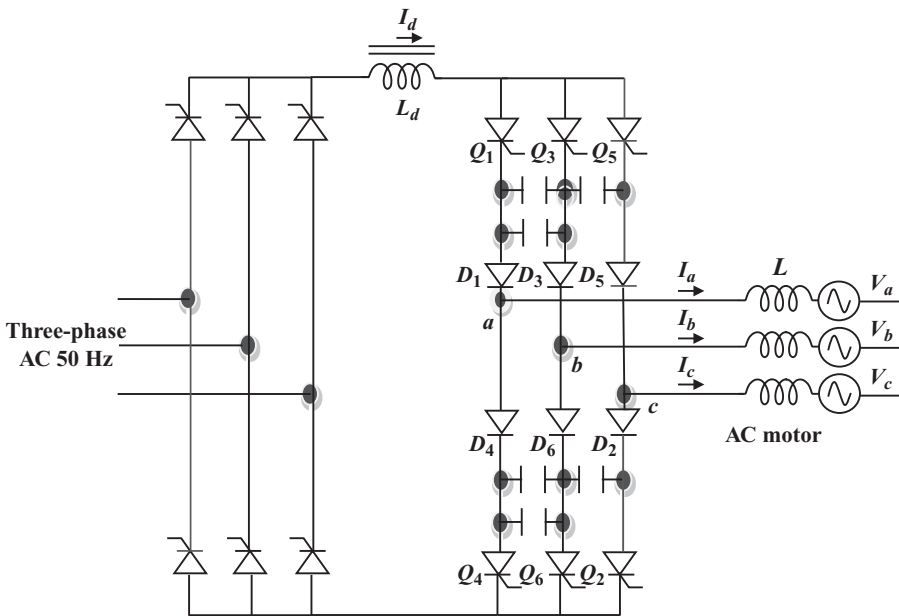 I_d
L_d
Q_1 Q_3 Q_5
D_1 D_3 D_5
I_a L V_a
a
Three-phase
AC 50 Hz
I_b V_b
b
I_c V_c
c
AC motor
D_4 D_6 D_2
Q_4 Q_6 Q_2